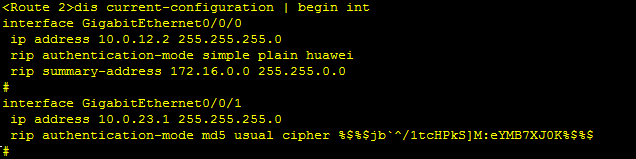 <Route 2>dis current-configuration | begin int
interface GigabitEthernet0/0/0
 ip address 10.0.12.2 255.255.255.0
 rip authentication-mode simple plain huawei
 rip summary-address 172.16.0.0 255.255.0.0
#
interface GigabitEthernet0/0/1
 ip address 10.0.23.1 255.255.255.0
 rip authentication-mode md5 usual cipher %$%$jb`^/1tcHPkS]M:eYMB7XJ0K%$%$
#